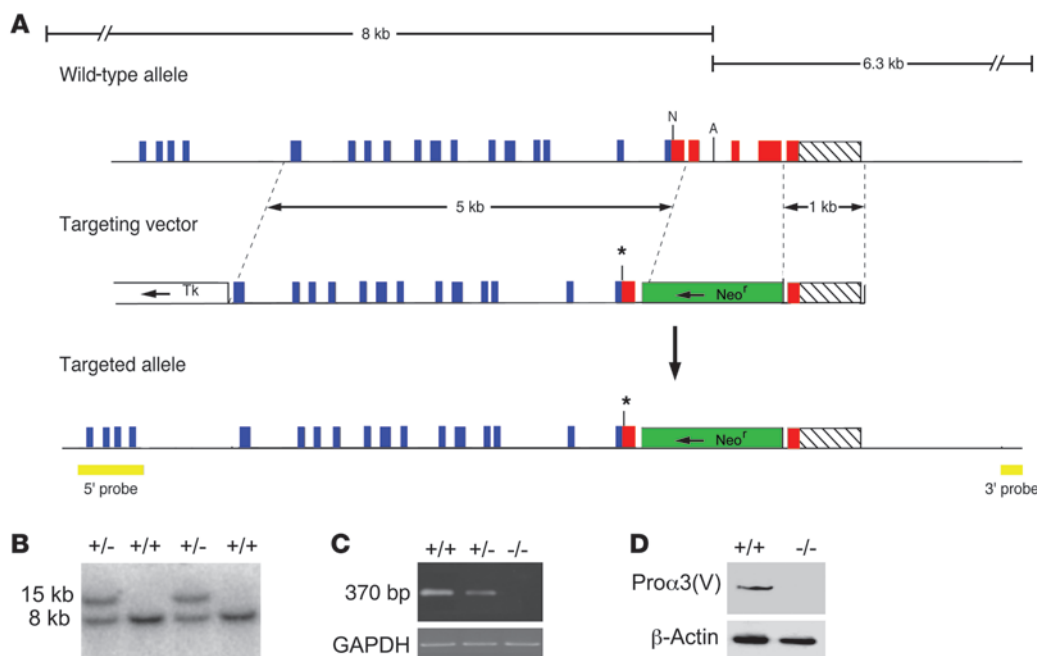 A
8 kb
6.3 kb
Wild-type allele
N
A
5 kb
1 kb
Targeting vector
*
Tk
Neoʳ
Targeted allele
*
Neoʳ
5' probe
3' probe
B
+/- +/+ +/- +/+
15 kb
8 kb
C
+/+ +/- -/-
370 bp
GAPDH
D
+/+ -/-
Proα3(V)
β-Actin